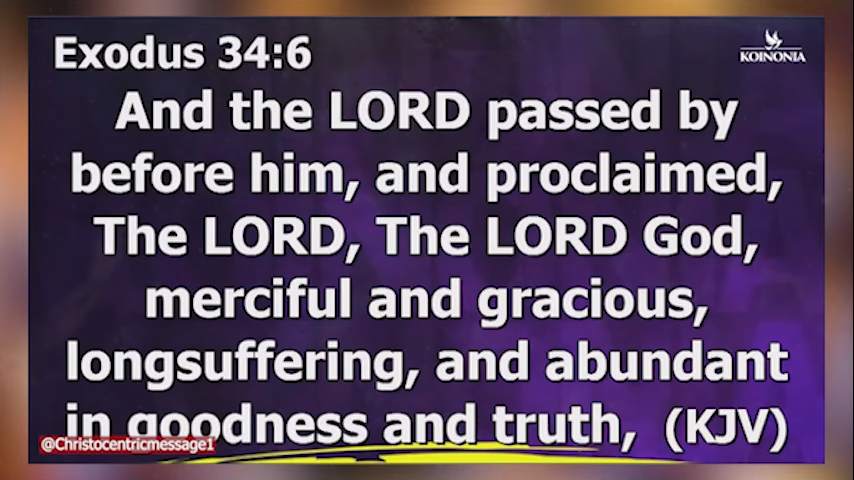 Exodus 34:6
KOINONIA
And the LORD passed by
before him, and proclaimed,
The LORD, The LORD God,
merciful and gracious,
longsuffering, and abundant
in goodness and truth, (KJV)
@Christocentricmessage1